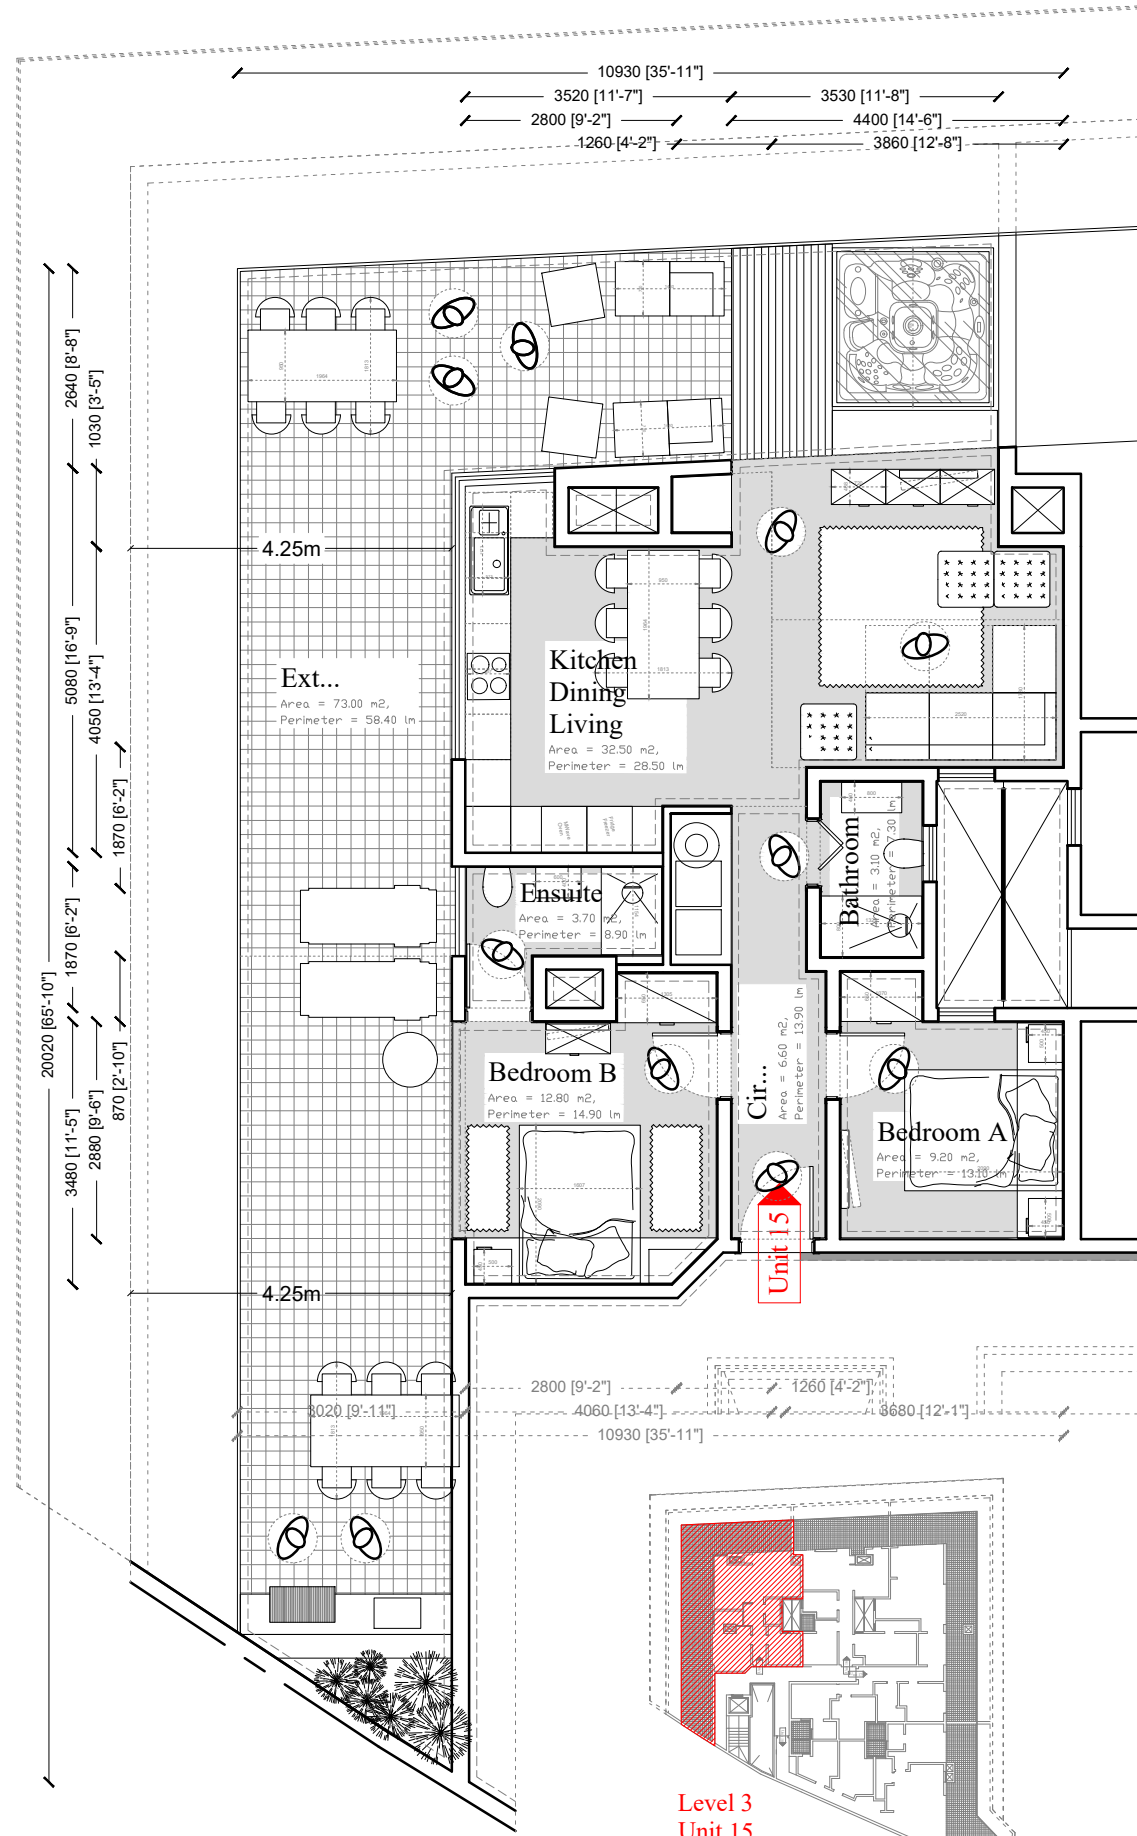 10930 [35'-11"]
3520 [11'-7"]
3530 [11'-8"]
2800 [9'-2"]
4400 [14'-6"]
1260 [4'-2"]
3860 [12'-8"]
2640 [8'-8"]
1030 [3'-5"]
4.25m
5080 [16'-9"]
4050 [13'-4"]
1870 [6'-2"]
1870 [6'-2"]
20020 [65'-10"]
870 [2'-10"]
2880 [9'-6"]
3480 [11'-5"]
Ext...
Area = 73.00 m2,
Perimeter = 58.40 lm
Kitchen
Dining
Living
Area = 32.50 m2,
Perimeter = 28.50 lm
Bathroom
Area = 3.10 m2,
Perimeter = 7.30 lm
Ensuite
Area = 3.70 m2,
Perimeter = 8.90 lm
Bedroom B
Area = 12.80 m2,
Perimeter = 14.90 lm
Cir...
Area = 6.60 m2,
Perimeter = 13.90 lm
Bedroom A
Area = 9.20 m2,
Perimeter = 13.10 lm
Unit 15
4.25m
2800 [9'-2"]
1260 [4'-2"]
3020 [9'-11"]
4060 [13'-4"]
3680 [12'-1"]
10930 [35'-11"]
Level 3
Unit 15